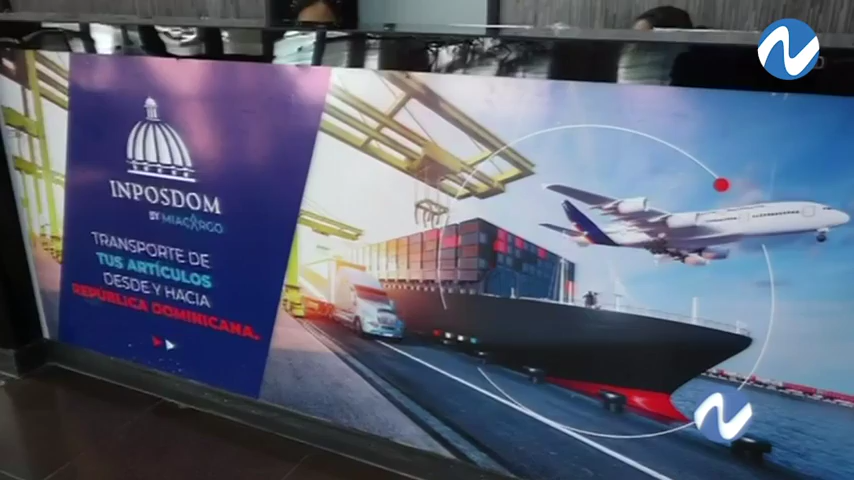 INPOSDOM
BY MIACARGO
TRANSPORTE DE
TUS ARTÍCULOS
DESDE Y HACIA
REPÚBLICA DOMINICANA.